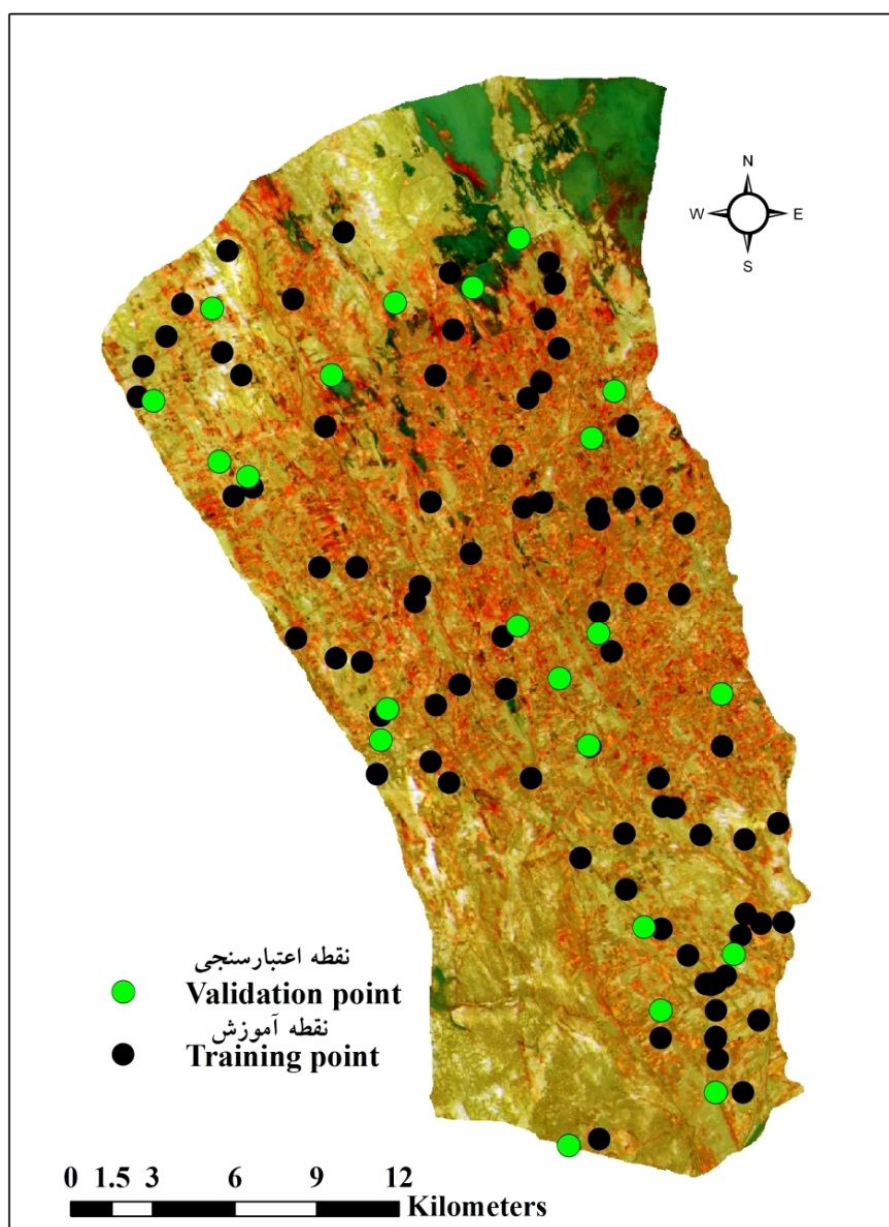 N
W E
S
نقطه اعتبارسنجی
Validation point
نقطه آموزش
Training point
0 1.5 3 6 9 12
Kilometers